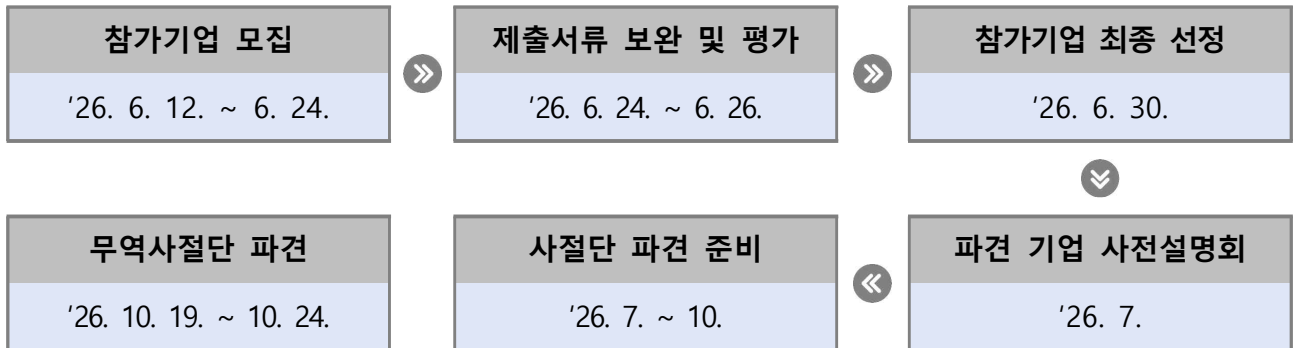 참가기업 모집
'26. 6. 12. ~ 6. 24.
제출서류 보완 및 평가
'26. 6. 24. ~ 6. 26.
참가기업 최종 선정
'26. 6. 30.
파견 기업 사전설명회
'26. 7.
사절단 파견 준비
'26. 7. ~ 10.
무역사절단 파견
'26. 10. 19. ~ 10. 24.